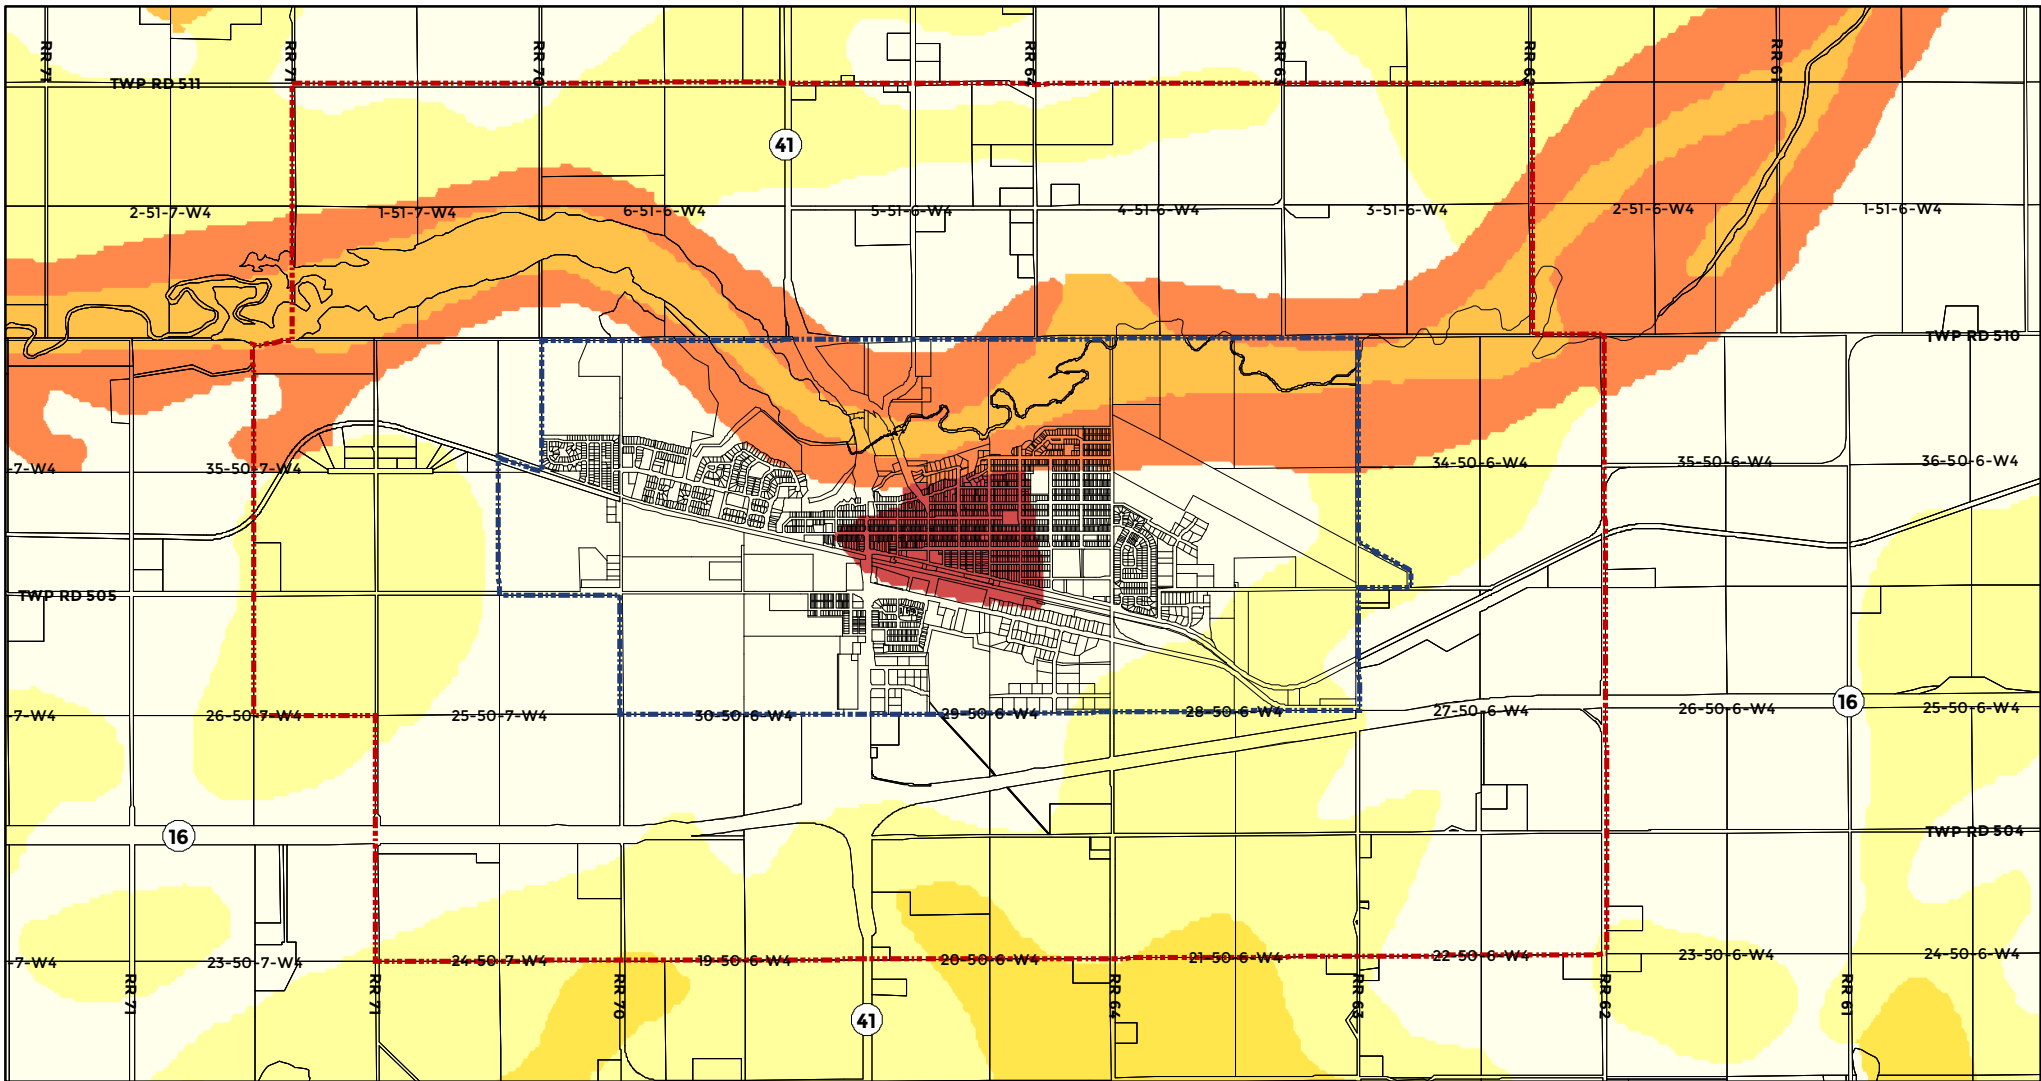 RR 71
RR 71
RR 70
RR 64
RR 63
RR 62
RR 61
TWP RD 511
41
2-51-7-W4
1-51-7-W4
6-51-6-W4
5-51-6-W4
4-51-6-W4
3-51-6-W4
2-51-6-W4
1-51-6-W4
TWP RD 510
-7-W4
35-50-7-W4
34-50-6-W4
35-50-6-W4
36-50-6-W4
TWP RD 505
-7-W4
26-50-7-W4
25-50-7-W4
30-50-6-W4
29-50-6-W4
28-50-6-W4
27-50-6-W4
26-50-6-W4
16
25-50-6-W4
16
TWP RD 504
-7-W4
23-50-7-W4
24-50-7-W4
19-50-6-W4
20-50-6-W4
21-50-6-W4
22-50-6-W4
23-50-6-W4
24-50-6-W4
RR 71
RR 71
RR 70
41
RR 64
RR 63
RR 62
RR 61